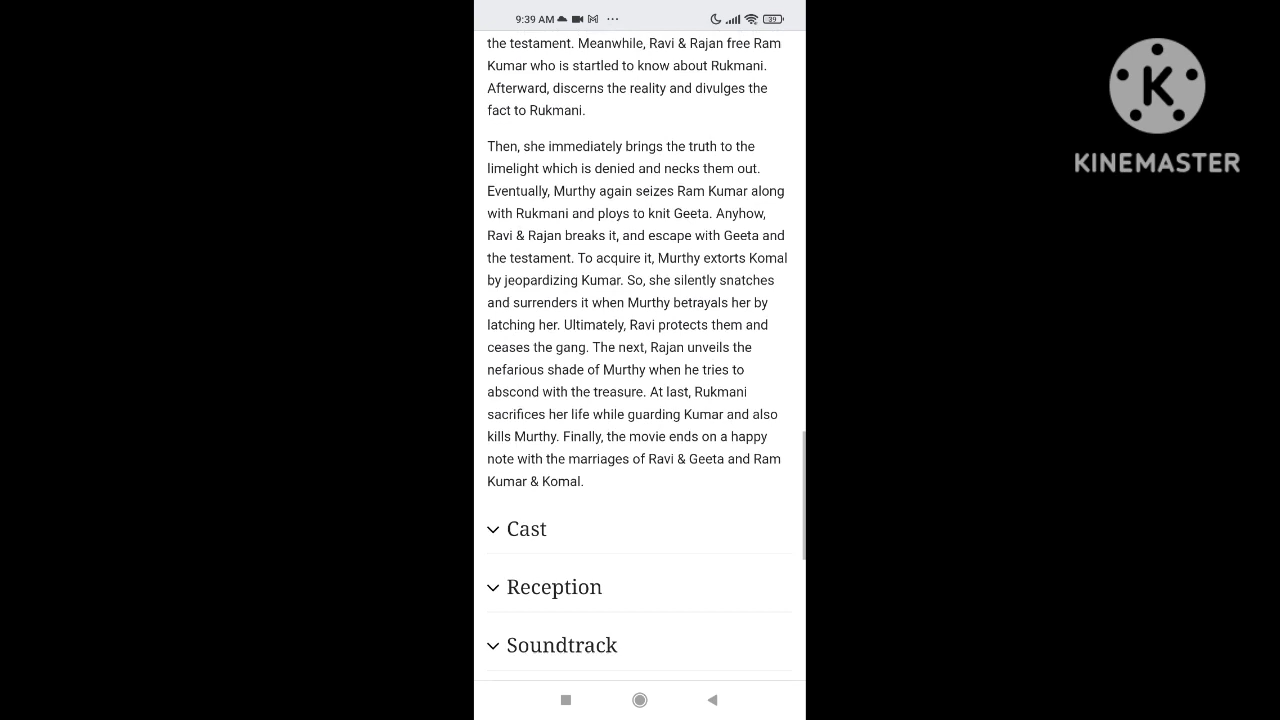 9:39 AM
39
the testament. Meanwhile, Ravi & Rajan free Ram
Kumar who is startled to know about Rukmani.
Afterward, discerns the reality and divulges the
fact to Rukmani.
Then, she immediately brings the truth to the
limelight which is denied and necks them out.
Eventually, Murthy again seizes Ram Kumar along
with Rukmani and ploys to knit Geeta. Anyhow,
Ravi & Rajan breaks it, and escape with Geeta and
the testament. To acquire it, Murthy extorts Komal
by jeopardizing Kumar. So, she silently snatches
and surrenders it when Murthy betrayals her by
latching her. Ultimately, Ravi protects them and
ceases the gang. The next, Rajan unveils the
nefarious shade of Murthy when he tries to
abscond with the treasure. At last, Rukmani
sacrifices her life while guarding Kumar and also
kills Murthy. Finally, the movie ends on a happy
note with the marriages of Ravi & Geeta and Ram
Kumar & Komal.
Cast
Reception
Soundtrack
K
KINEMASTER